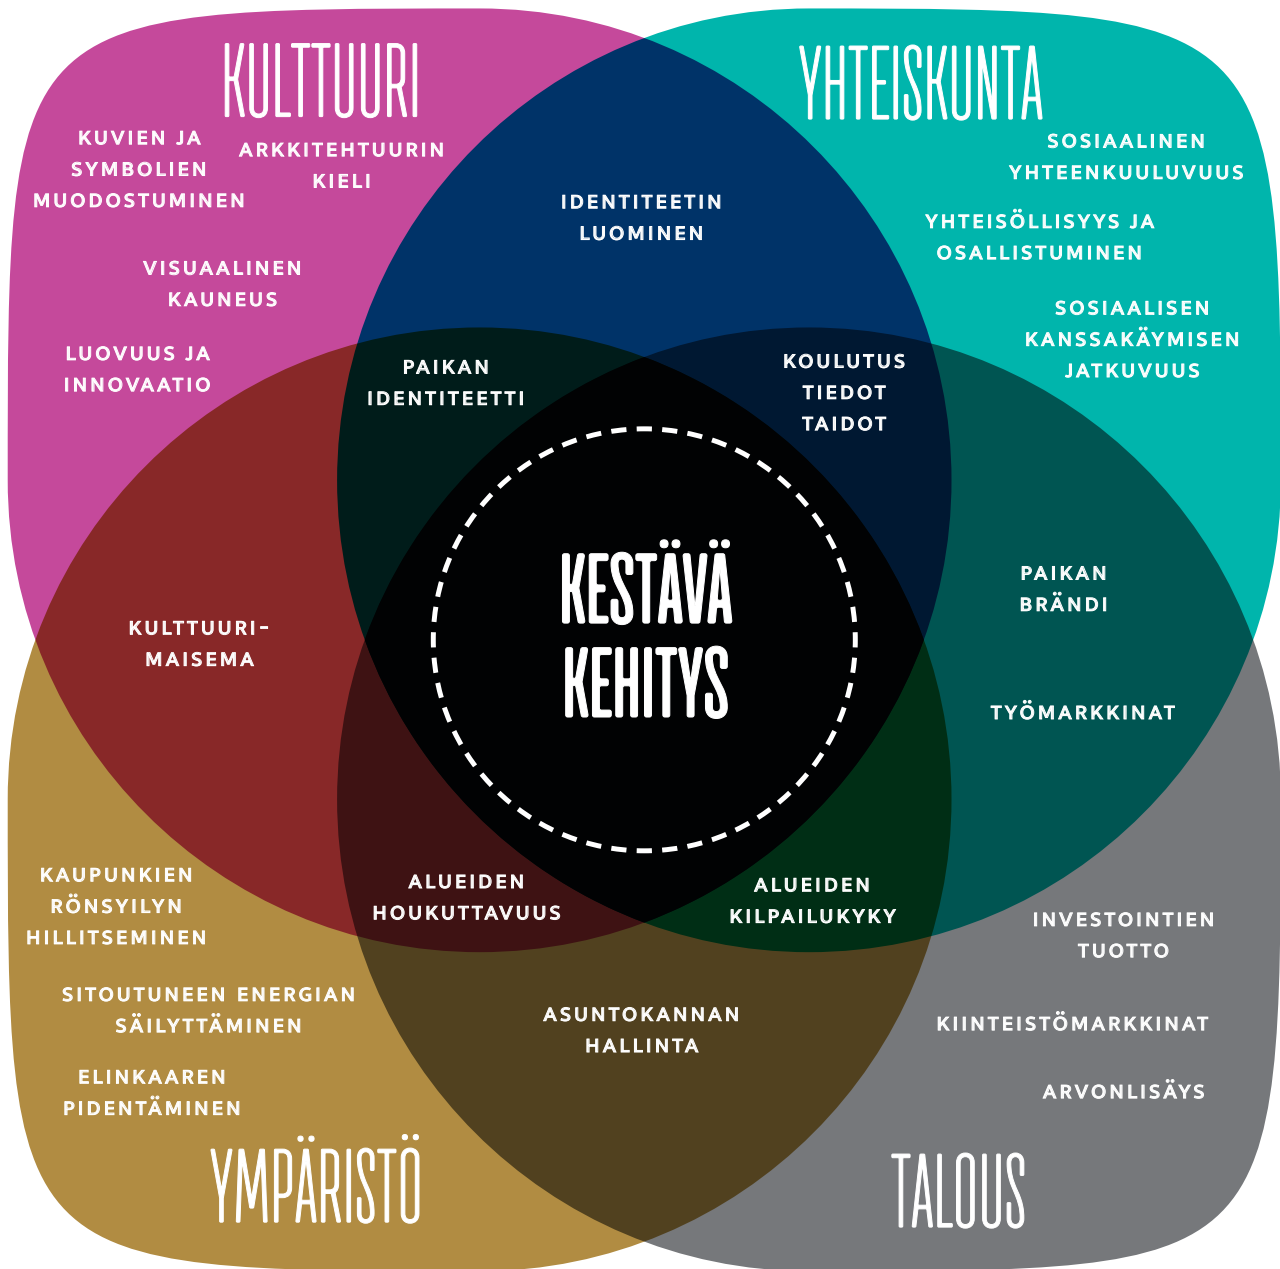 KULTTUURI
KUVIEN JA
SYMBOLIEN
MUODOSTUMINEN
ARKKITEHTUURIN
KIELI
VISUAALINEN
KAUNEUS
LUOVUUS JA
INNOVAATIO
IDENTITEETIN
LUOMINEN
YHTEISKUNTA
SOSIAALINEN
YHTEENKUULUVUUS
YHTEISÖLLISYYS JA
OSALLISTUMINEN
SOSIAALISEN
KANSSAKÄYMISEN
JATKUVUUS
PAIKAN
IDENTITEETTI
KOULUTUS
TIEDOT
TAIDOT
KULTTUURI-
MAISEMA
KESTÄVÄ
KEHITYS
PAIKAN
BRÄNDI
TYÖMARKKINAT
ALUEIDEN
HOUKUTTAVUUS
ALUEIDEN
KILPAILUKYKY
KAUPUNKIEN
RÖNSYILYN
HILLITSEMINEN
SITOUTUNEEN ENERGIAN
SÄILYTTÄMINEN
ELINKAAREN
PIDENTÄMINEN
YMPÄRISTÖ
ASUNTOKANNAN
HALLINTA
INVESTOINTIEN
TUOTTO
KIINTEISTÖMARKKINAT
ARVONLISÄYS
TALOUS